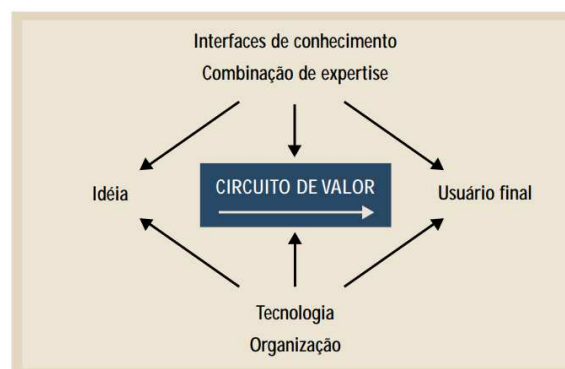 Interfaces de conhecimento
Combinação de expertise
Idéia
CIRCUITO DE VALOR
Usuário final
Tecnologia
Organização